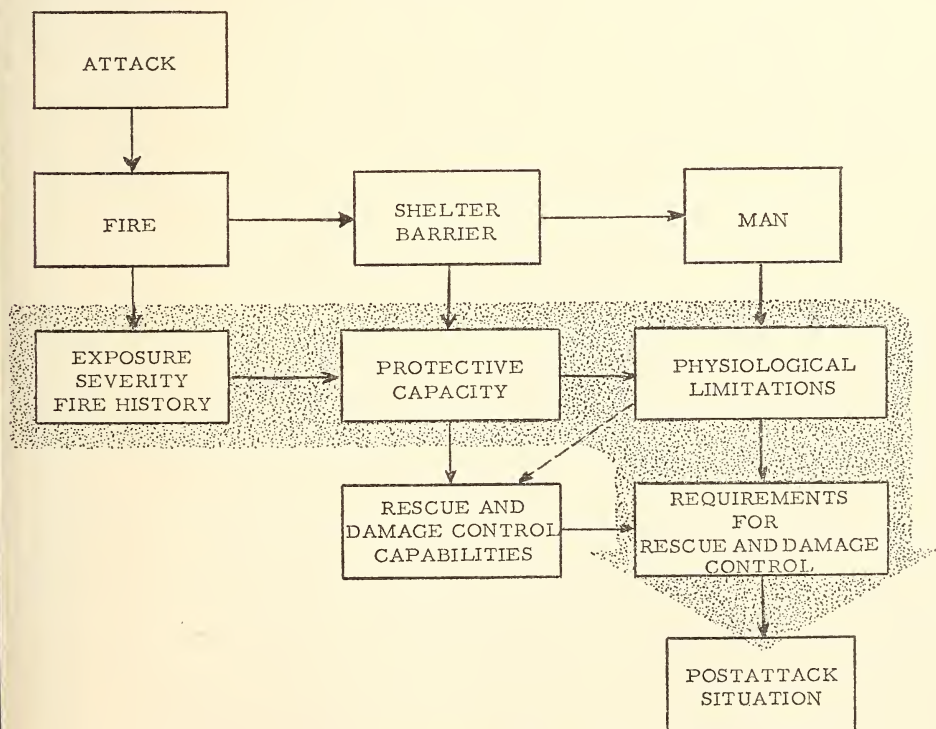 ATTACK
FIRE
SHELTER
BARRIER
MAN
EXPOSURE
SEVERITY
FIRE HISTORY
PROTECTIVE
CAPACITY
PHYSIOLOGICAL
LIMITATIONS
RESCUE AND
DAMAGE CONTROL
CAPABILITIES
REQUIREMENTS
FOR
RESCUE AND DAMAGE
CONTROL
POSTATTACK
SITUATION